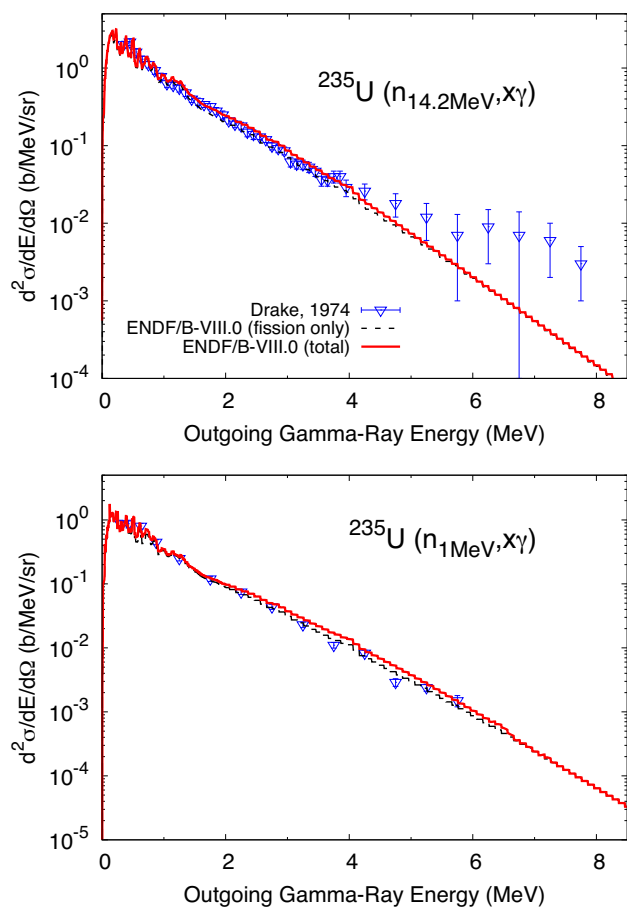 10⁰
10⁻¹
10⁻²
10⁻³
10⁻⁴
d²σ/dE/dΩ (b/MeV/sr)
²³⁵U (n₁₄.₂MeV,xγ)
Drake, 1974
ENDF/B-VIII.0 (fission only)
ENDF/B-VIII.0 (total)
0 2 4 6 8
Outgoing Gamma-Ray Energy (MeV)
10⁰
10⁻¹
10⁻²
10⁻³
10⁻⁴
10⁻⁵
d²σ/dE/dΩ (b/MeV/sr)
²³⁵U (n₁MeV,xγ)
0 2 4 6 8
Outgoing Gamma-Ray Energy (MeV)